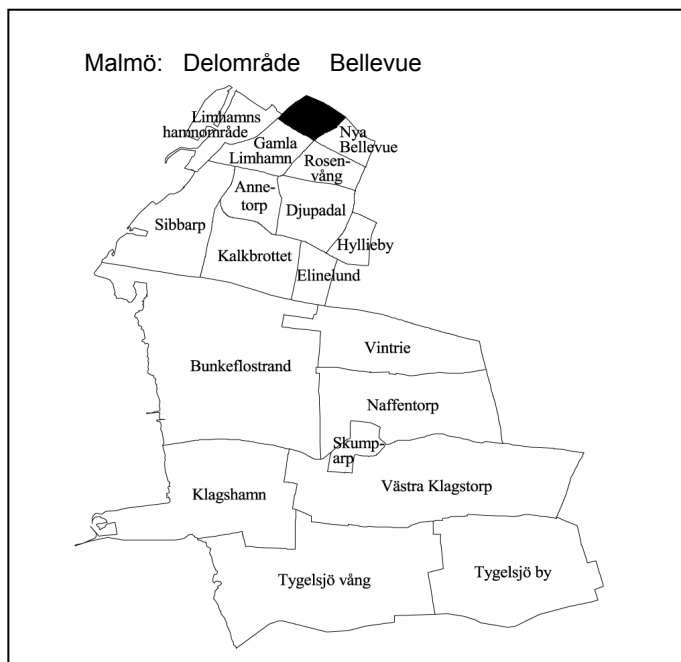 Malmö: Delområde Bellevue
Limhamns
hamnområde
Nya
Bellevue
Gamla
Limhamn
Rosen-
vång
Anne-
torp
Djupadal
Sibbarp
Hyllieby
Kalkbrottet
Elinelund
Vintrie
Bunkeflostrand
Naffentorp
Skump-
arp
Västra Klagstorp
Klagshamn
Tygelsjö vång
Tygelsjö by